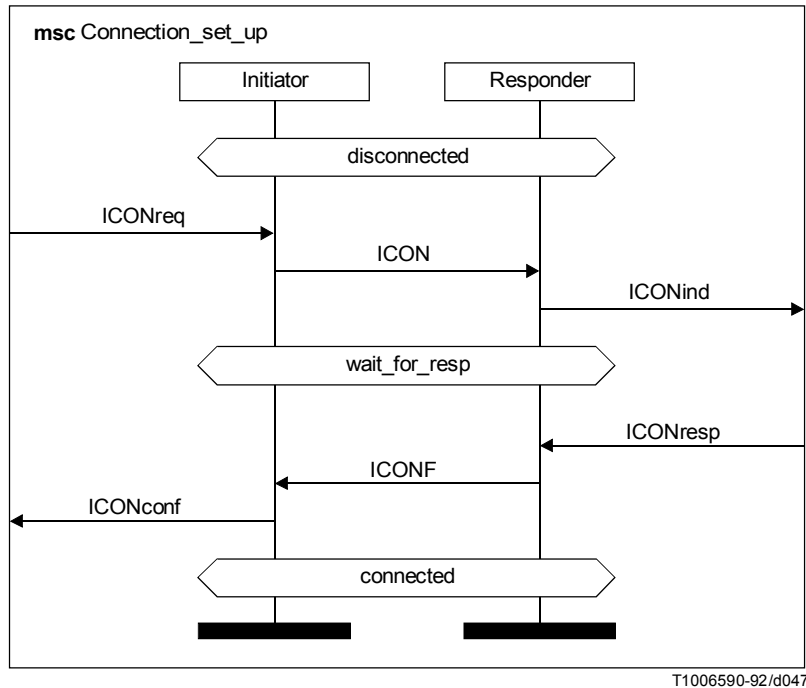 msc Connection_set_up
Initiator
Responder
disconnected
ICONreq
ICON
ICONind
wait_for_resp
ICONresp
ICONF
ICONconf
connected
T1006590-92/d047